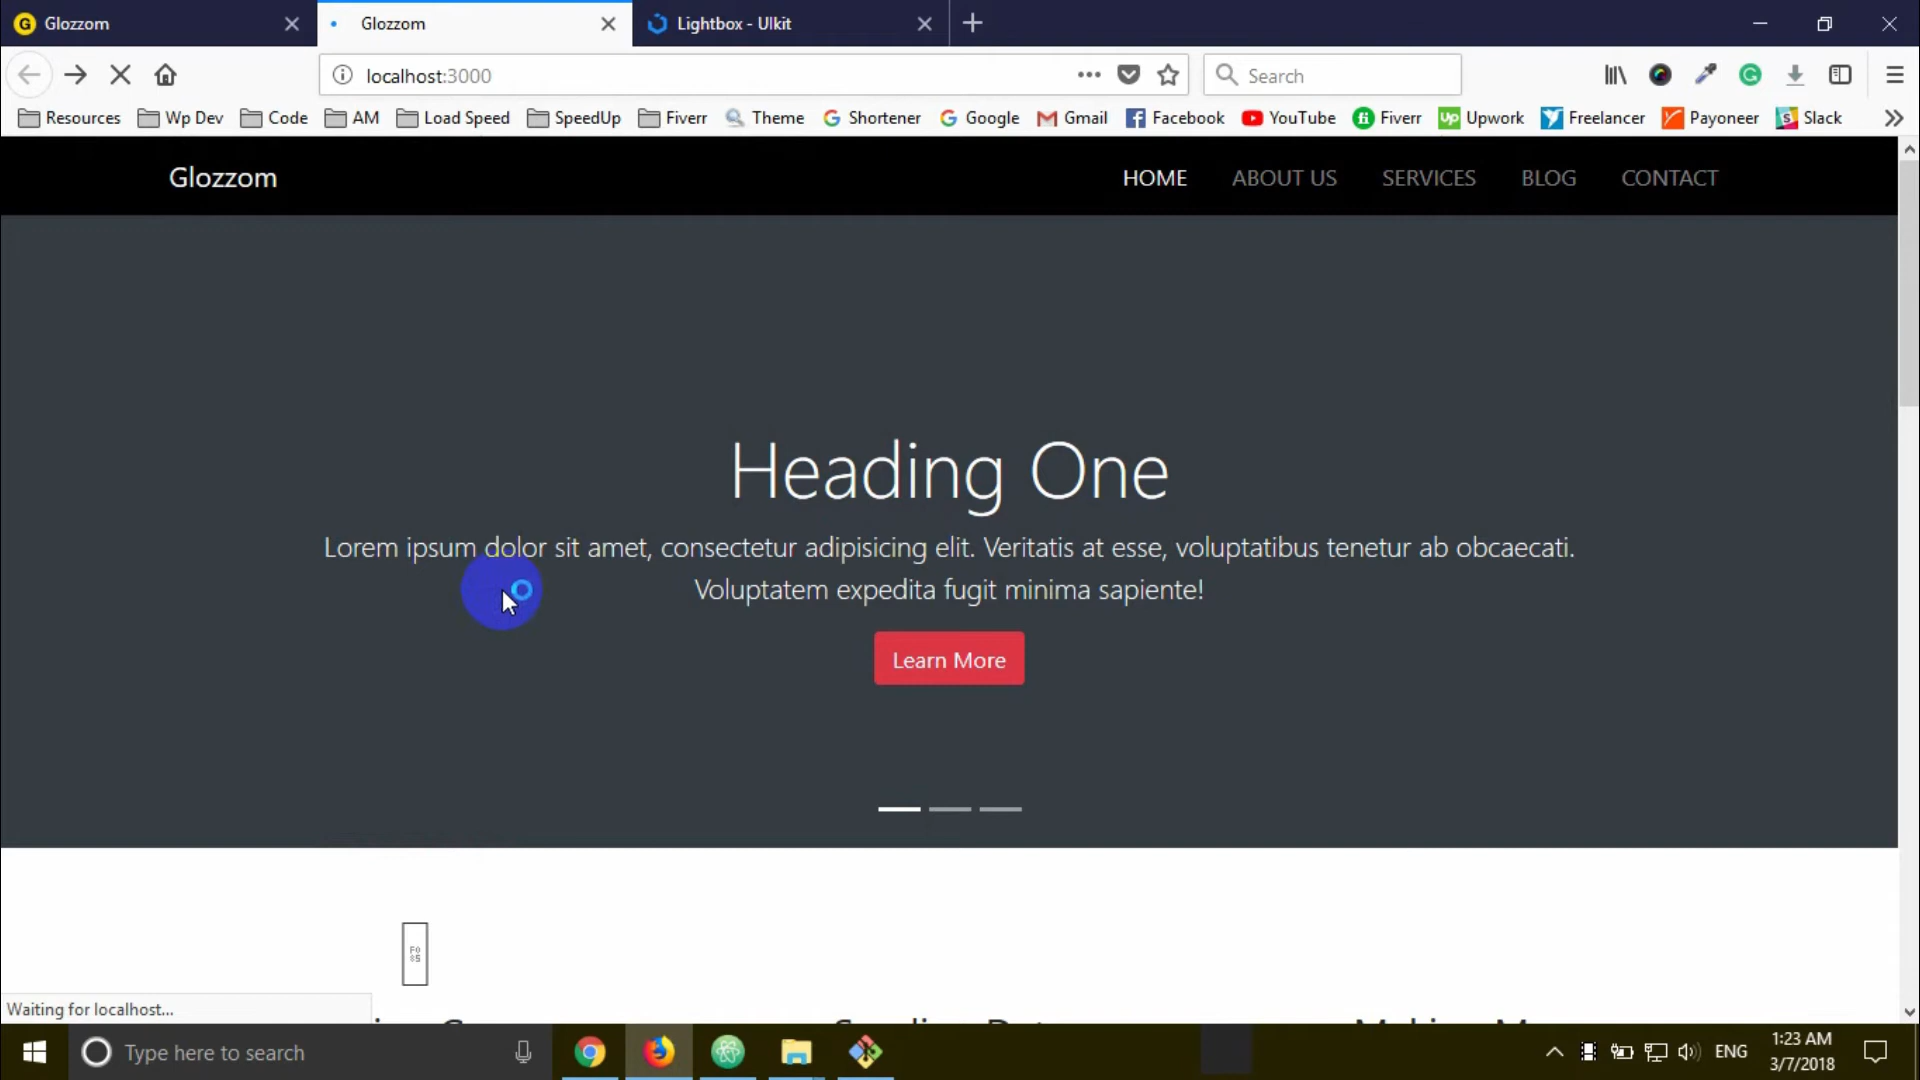 Glozzom
Glozzom
Lightbox - UIkit
localhost:3000
Search
Resources
Wp Dev
Code
AM
Load Speed
SpeedUp
Fiverr
Theme
Shortener
Google
Gmail
Facebook
YouTube
Fiverr
Upwork
Freelancer
Payoneer
Slack
Glozzom
HOME
ABOUT US
SERVICES
BLOG
CONTACT
Heading One
Lorem ipsum dolor sit amet, consectetur adipisicing elit. Veritatis at esse, voluptatibus tenetur ab obcaecati.
Voluptatem expedita fugit minima sapiente!
Learn More
Waiting for localhost...
Type here to search
ENG
1:23 AM
3/7/2018